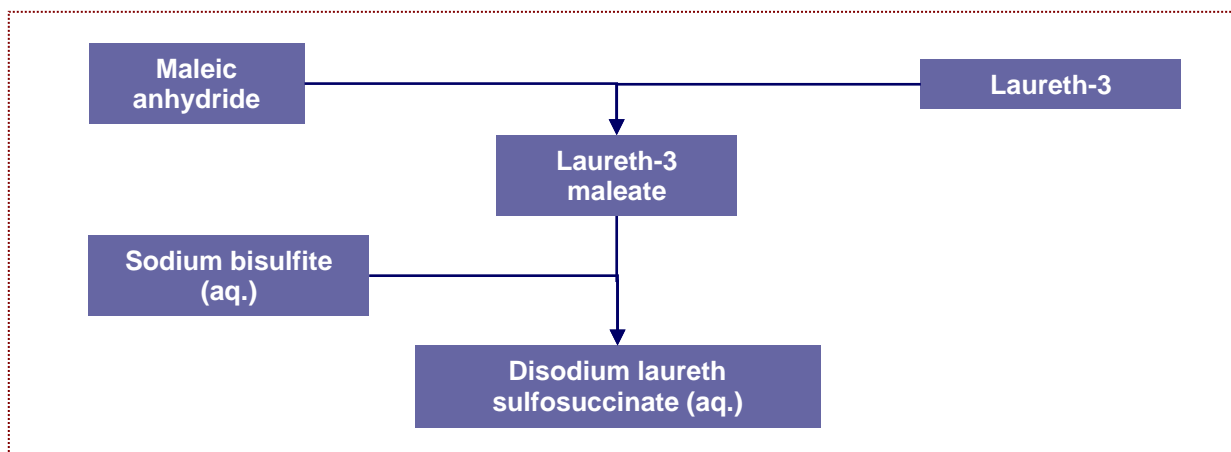 Maleic
anhydride
Laureth-3
Laureth-3
maleate
Sodium bisulfite
(aq.)
Disodium laureth
sulfosuccinate (aq.)